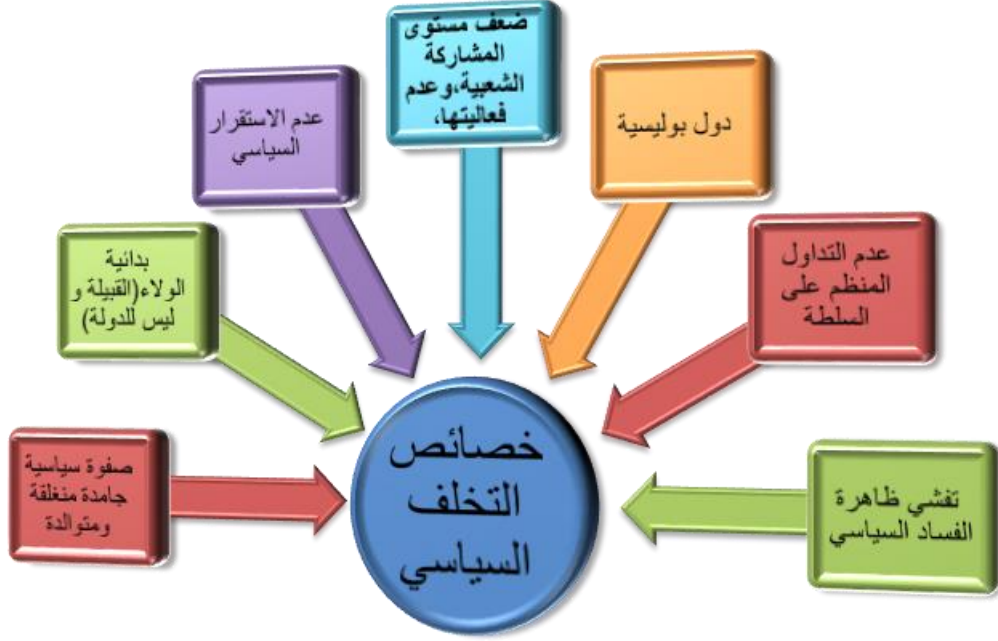 ضعف مستوى
المشاركة
الشعبية،وعدم
فعاليتها،
دول بوليسية
عدم الاستقرار
السياسي
عدم التداول
المنظم على
السلطة
بدائية
الولاء(القبيلة و
ليس للدولة)
تفشي ظاهرة
الفساد السياسي
صفوة سياسية
جامدة منغلقة
ومتوالدة
خصائص
التخلف
السياسي